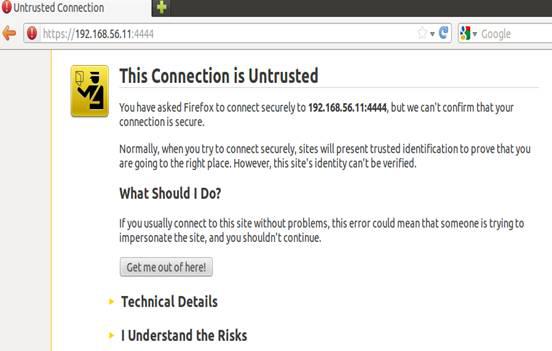 Untrusted Connection
https://192.168.56.11:4444
Google
This Connection is Untrusted
You have asked Firefox to connect securely to 192.168.56.11:4444, but we can't confirm that your
connection is secure.
Normally, when you try to connect securely, sites will present trusted identification to prove that you
are going to the right place. However, this site's identity can't be verified.
What Should I Do?
If you usually connect to this site without problems, this error could mean that someone is trying to
impersonate the site, and you shouldn't continue.
Get me out of here!
Technical Details
I Understand the Risks